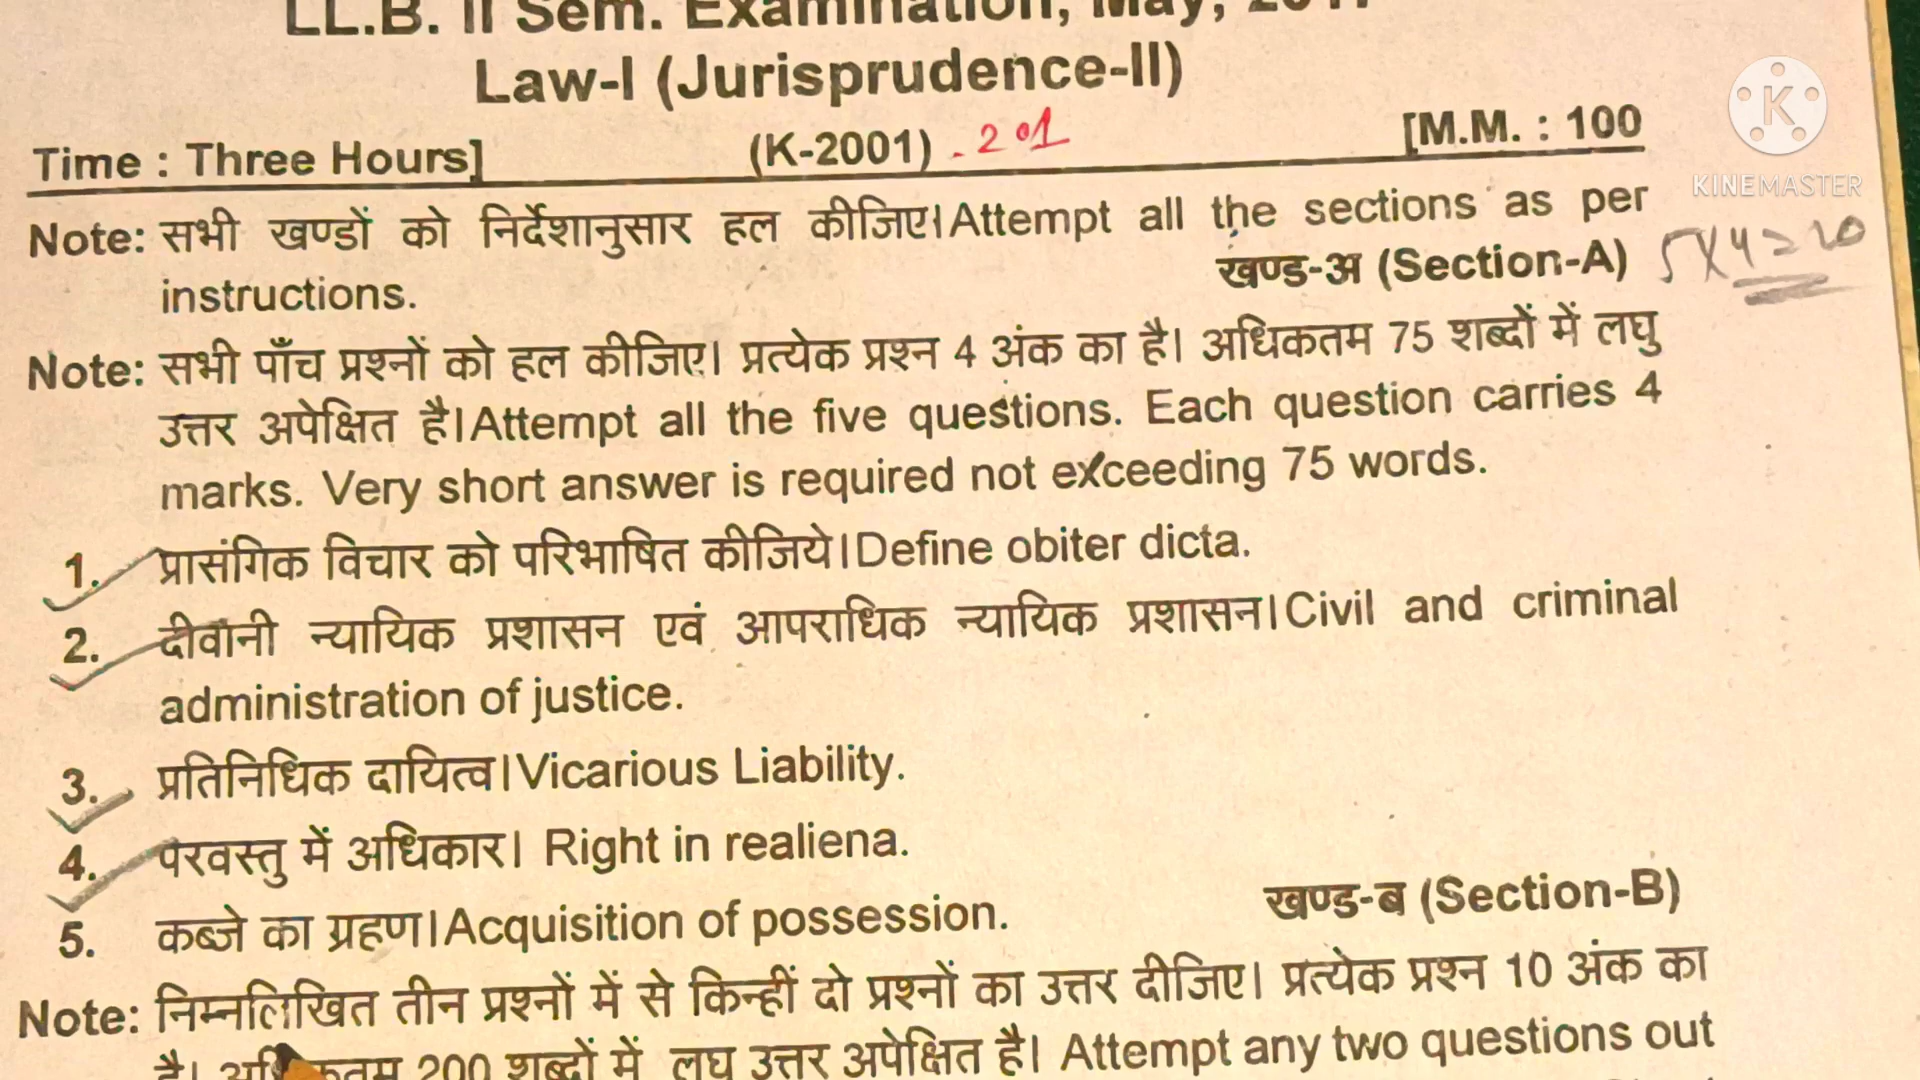 LL.B. II Sem. Examination, May, 201
Law-I (Jurisprudence-II)
Time : Three Hours] (K-2001) - 201 [M.M. : 100
K
KINEMASTER
Note: सभी खण्डों को निर्देशानुसार हल कीजिए।Attempt all the sections as per
instructions. खण्ड-अ (Section-A) 5X4=20
Note: सभी पाँच प्रश्नों को हल कीजिए। प्रत्येक प्रश्न 4 अंक का है। अधिकतम 75 शब्दों में लघु
उत्तर अपेक्षित है।Attempt all the five questions. Each question carries 4
marks. Very short answer is required not exceeding 75 words.
1. प्रासंगिक विचार को परिभाषित कीजिये।Define obiter dicta.
2. दीवानी न्यायिक प्रशासन एवं आपराधिक न्यायिक प्रशासन।Civil and criminal
administration of justice.
3. प्रतिनिधिक दायित्व।Vicarious Liability.
4. परवस्तु में अधिकार। Right in realiena.
5. कब्जे का ग्रहण।Acquisition of possession. खण्ड-ब (Section-B)
Note: निम्नलिखित तीन प्रश्नों में से किन्हीं दो प्रश्नों का उत्तर दीजिए। प्रत्येक प्रश्न 10 अंक का
है। अधिकतम 200 शब्दों में लघु उत्तर अपेक्षित है। Attempt any two questions out